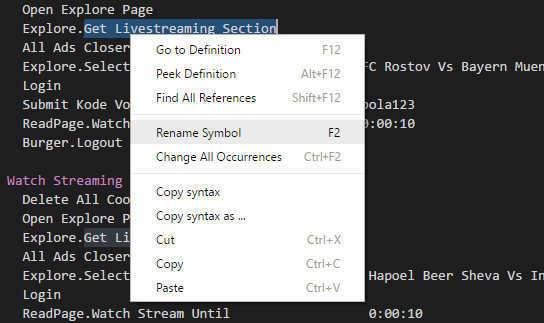 Open Explore Page
Explore.Get Livestreaming Section
All Ads Closer
Go to Definition F12
Explore.Select FC Rostov Vs Bayern Muen
Peek Definition Alt+F12
Login
Find All References Shift+F12
Submit Kode Vo ola123
ReadPage.Watch 0:00:10
Rename Symbol F2
Burger.Logout
Change All Occurrences Ctrl+F2
Watch Streaming
Copy syntax
Delete All Coo
Open Explore P
Copy syntax as ...
Explore.Get Li
Cut Ctrl+X
All Ads Closer
Copy Ctrl+C
Explore.Select Hapoel Beer Sheva Vs In
Paste Ctrl+V
Login
ReadPage.Watch Stream Until 0:00:10